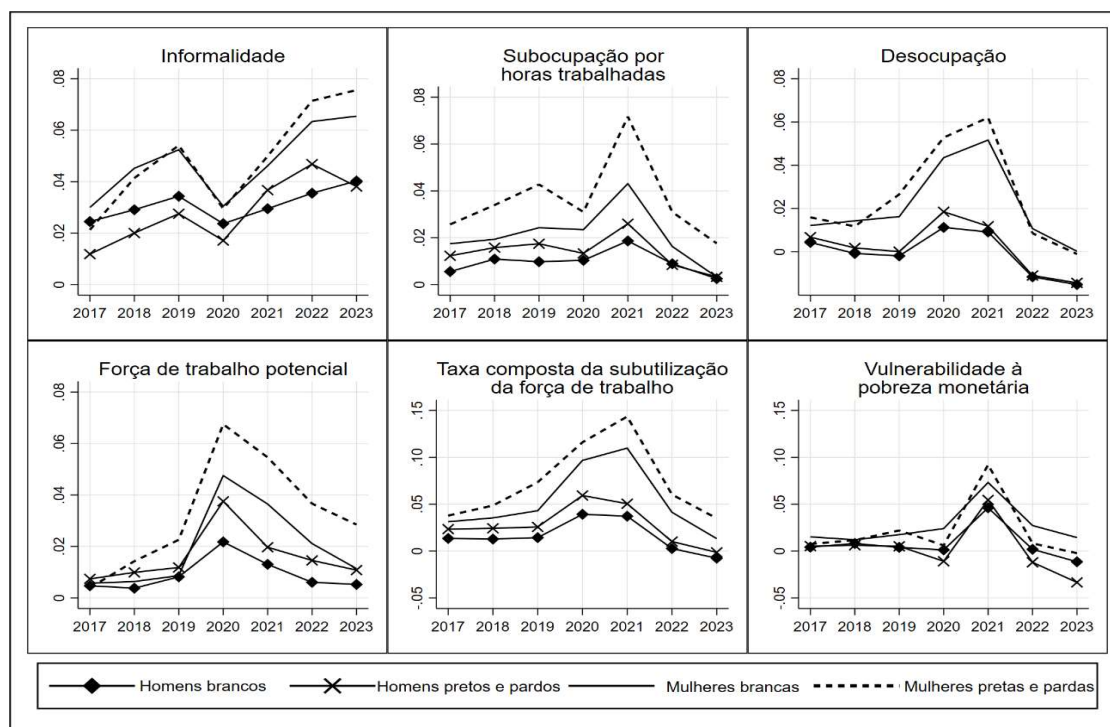 Informalidade
.08
.06
.04
.02
0
2017 2018 2019 2020 2021 2022 2023
Subocupação por
horas trabalhadas
.08
.06
.04
.02
0
2017 2018 2019 2020 2021 2022 2023
Desocupação
.08
.06
.04
.02
0
2017 2018 2019 2020 2021 2022 2023
Força de trabalho potencial
.08
.06
.04
.02
0
2017 2018 2019 2020 2021 2022 2023
Taxa composta da subutilização
da força de trabalho
.15
.10
.05
0
-.05
2017 2018 2019 2020 2021 2022 2023
Vulnerabilidade à
pobreza monetária
.15
.10
.05
0
-.05
2017 2018 2019 2020 2021 2022 2023
Homens brancos Homens pretos e pardos Mulheres brancas Mulheres pretas e pardas